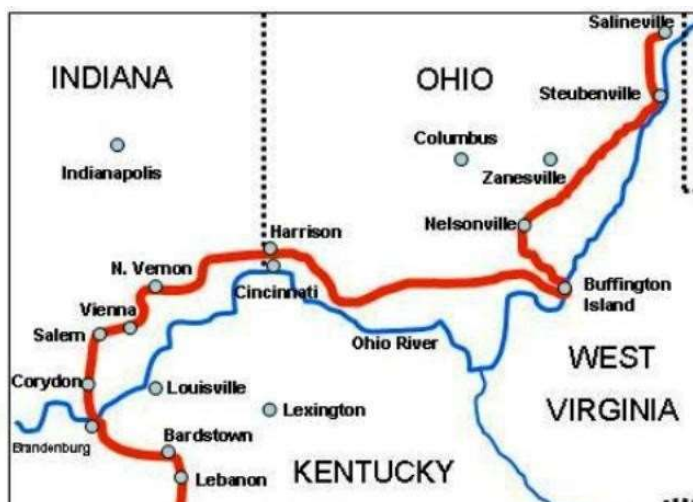 Salineville
INDIANA
OHIO
Steubenville
Columbus
Indianapolis
Zanesville
Nelsonville
Harrison
N. Vernon
Cincinnati
Buffington
Island
Vienna
Salem
Ohio River
WEST
VIRGINIA
Corydon
Louisville
Lexington
Brandenburg
Bardstown
KENTUCKY
Lebanon